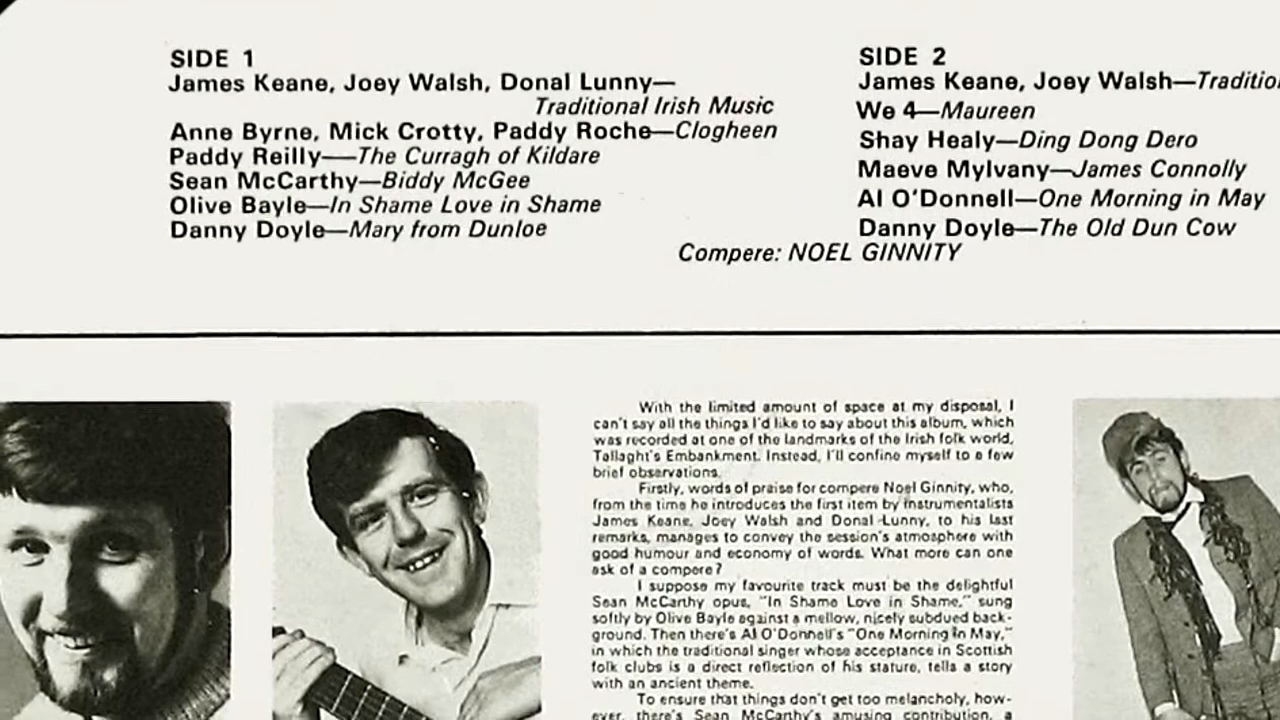 SIDE 1
James Keane, Joey Walsh, Donal Lunny—
Traditional Irish Music
Anne Byrne, Mick Crotty, Paddy Roche—Clogheen
Paddy Reilly—The Curragh of Kildare
Sean McCarthy—Biddy McGee
Olive Bayle—In Shame Love in Shame
Danny Doyle—Mary from Dunloe
SIDE 2
James Keane, Joey Walsh—Traditio
We 4—Maureen
Shay Healy—Ding Dong Dero
Maeve Mylvany—James Connolly
Al O'Donnell—One Morning in May
Danny Doyle—The Old Dun Cow
Compere: NOEL GINNITY
With the limited amount of space at my disposal, I
can't say all the things I'd like to say about this album, which
was recorded at one of the landmarks of the Irish folk world,
Tallaght's Embankment. Instead, I'll confine myself to a few
brief observations.
Firstly, words of praise for compere Noel Ginnity, who,
from the time he introduces the first item by instrumentalists
James Keane, Joey Walsh and Donal Lunny, to his last
remarks, manages to convey the session's atmosphere with
good humour and economy of words. What more can one
ask of a compere?
I suppose my favourite track must be the delightful
Sean McCarthy opus, "In Shame Love in Shame," sung
softly by Olive Bayle against a mellow, nicely subdued back-
ground. Then there's Al O'Donnell's "One Morning in May,"
in which the traditional singer whose acceptance in Scottish
folk clubs is a direct reflection of his stature, tells a story
with an ancient theme.
To ensure that things don't get too melancholy, how-
ever, there's Sean McCarthy's amusing contribution, a